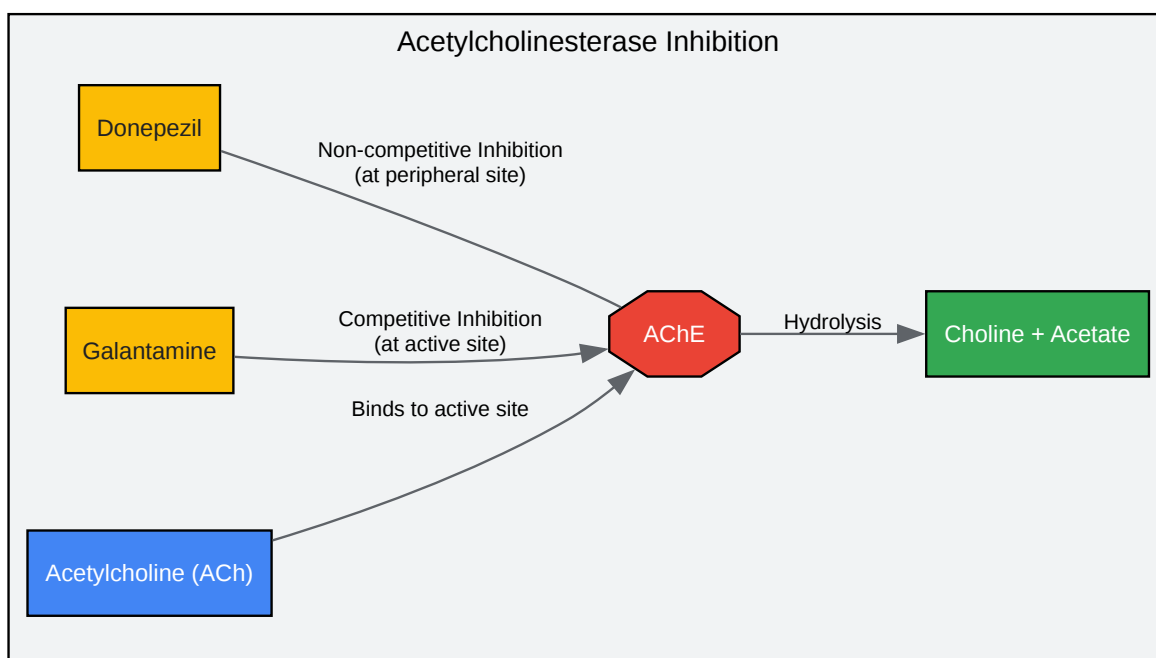 Acetylcholinesterase Inhibition
Donepezil
Non-competitive Inhibition
(at peripheral site)
Galantamine
Competitive Inhibition
(at active site)
AChE
Hydrolysis
Choline + Acetate
Binds to active site
Acetylcholine (ACh)